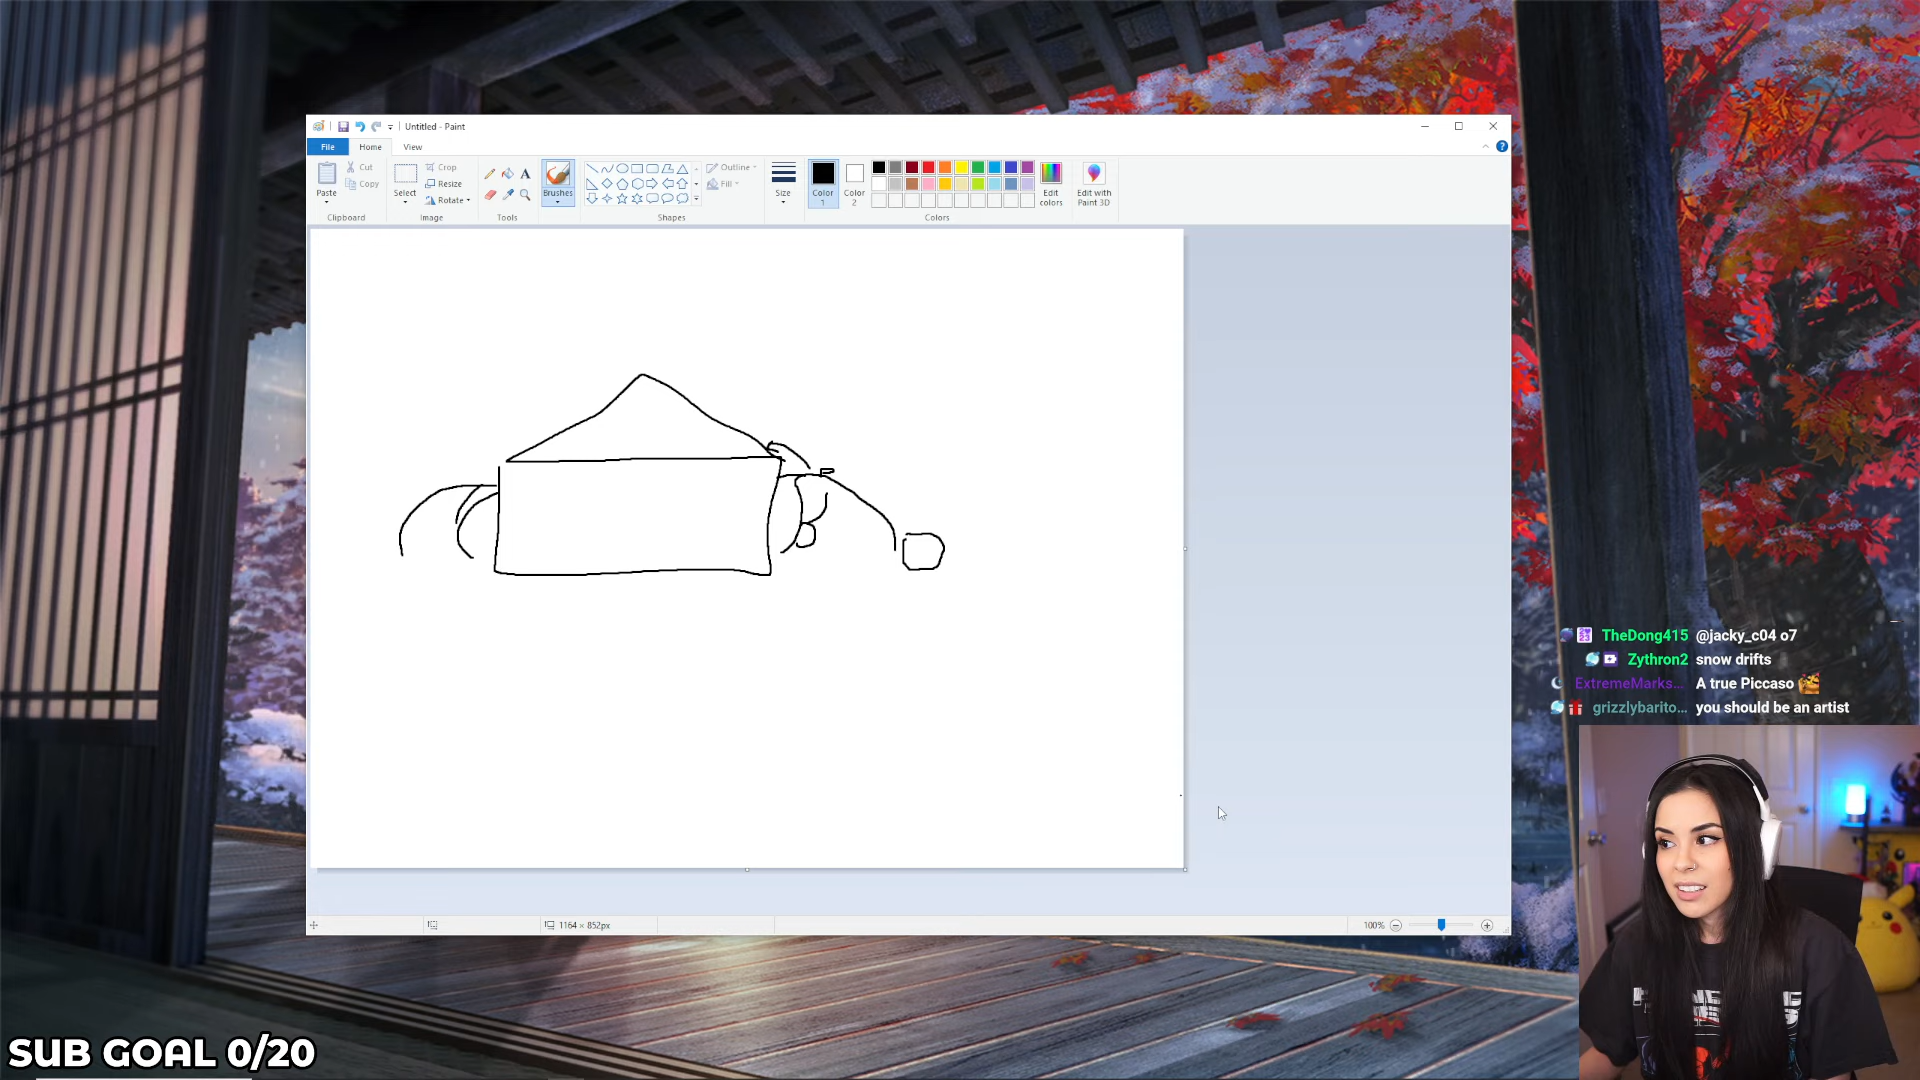 Untitled - Paint
File Home View
Paste
Cut
Copy
Clipboard
Select
Crop
Resize
Rotate
Image
A
Tools
Brushes
Shapes
Outline
Fill
Size
Color 1
Color 2
Colors
Edit colors
Edit with Paint 3D
TheDong415 @jacky_c04 o7
Zythron2 snow drifts
ExtremeMarks... A true Piccaso
grizzlybarito... you should be an artist
1164 × 852px
100%
SUB GOAL 0/20